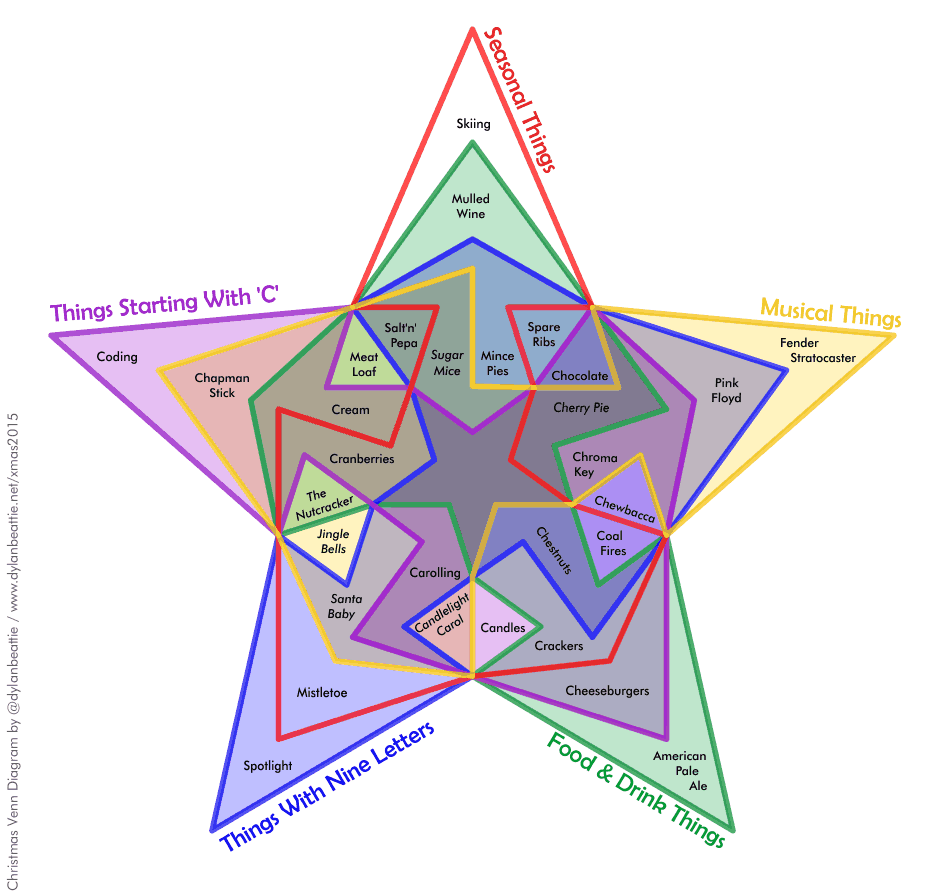 Seasonal Things
Skiing
Mulled
Wine
Things Starting With 'C'
Musical Things
Coding
Fender
Stratocaster
Chapman
Stick
Salt'n'
Pepa
Meat
Loaf
Sugar
Mice
Mince
Pies
Spare
Ribs
Chocolate
Pink
Floyd
Cream
Cherry Pie
Cranberries
Chroma
Key
The
Nutcracker
Chewbacca
Jingle
Bells
Coal
Fires
Chestnuts
Carolling
Santa
Baby
Candlelight
Carol
Candles
Crackers
Mistletoe
Cheeseburgers
Spotlight
American
Pale
Ale
Things With Nine Letters
Food & Drink Things
Christmas Venn Diagram by @dylanbeattie / www.dylanbeattie.net/xmas2015